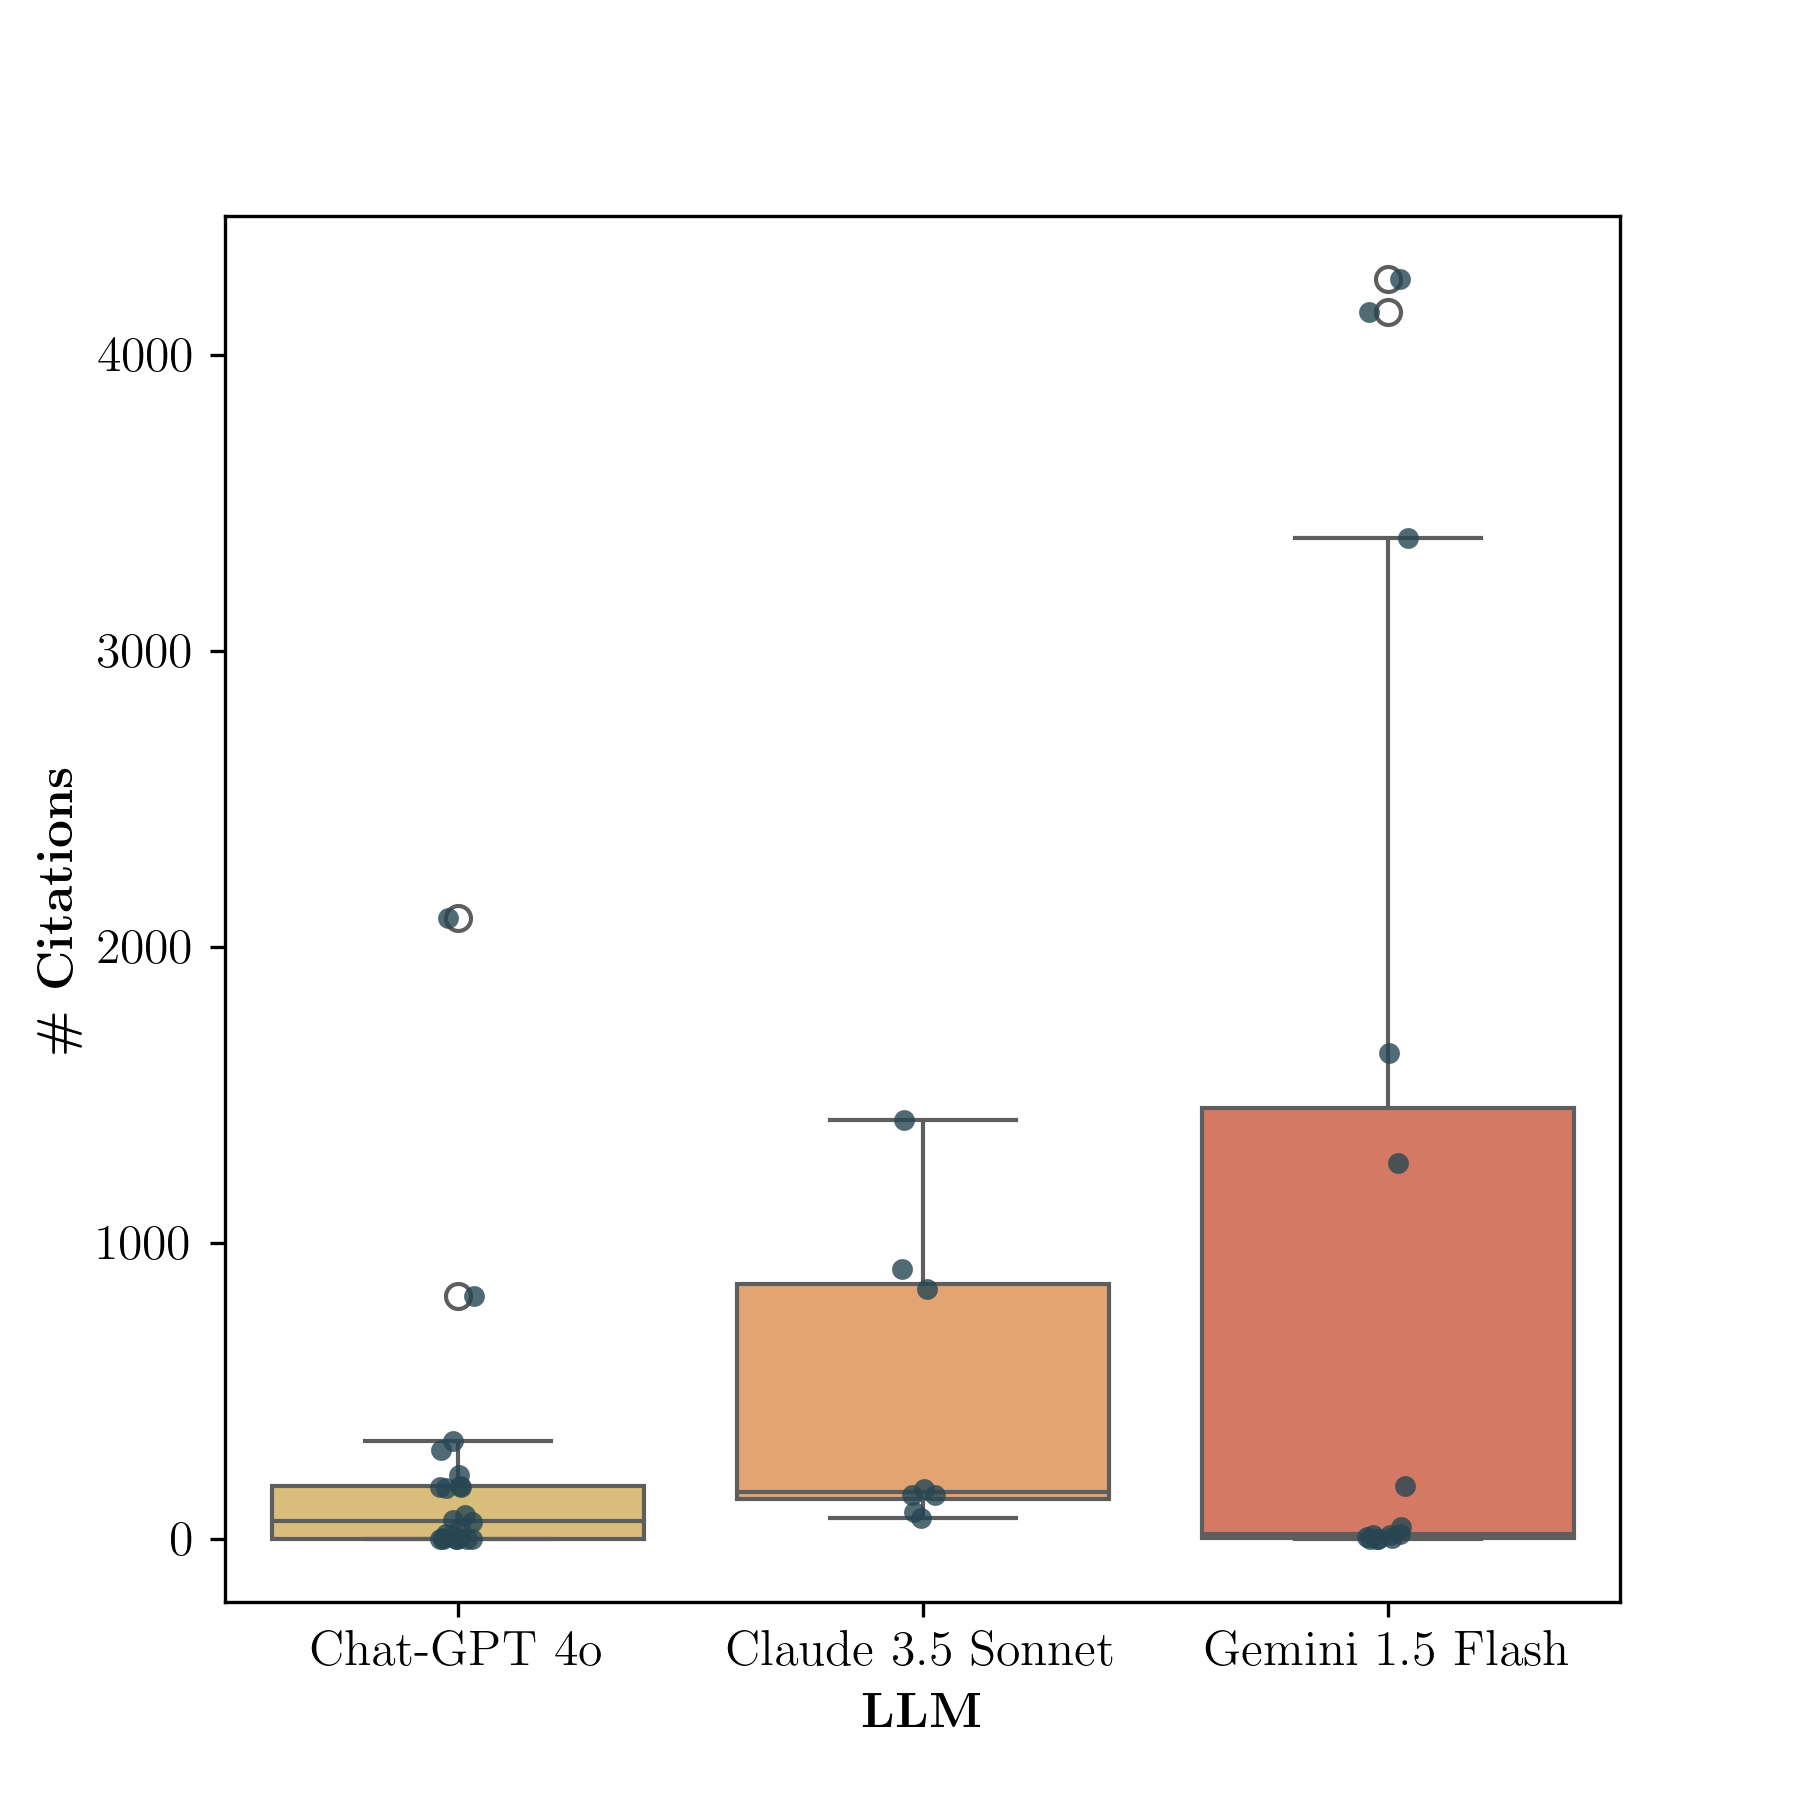 4000
3000
2000
1000
0
# Citations
Chat-GPT 4o
Claude 3.5 Sonnet
Gemini 1.5 Flash
LLM